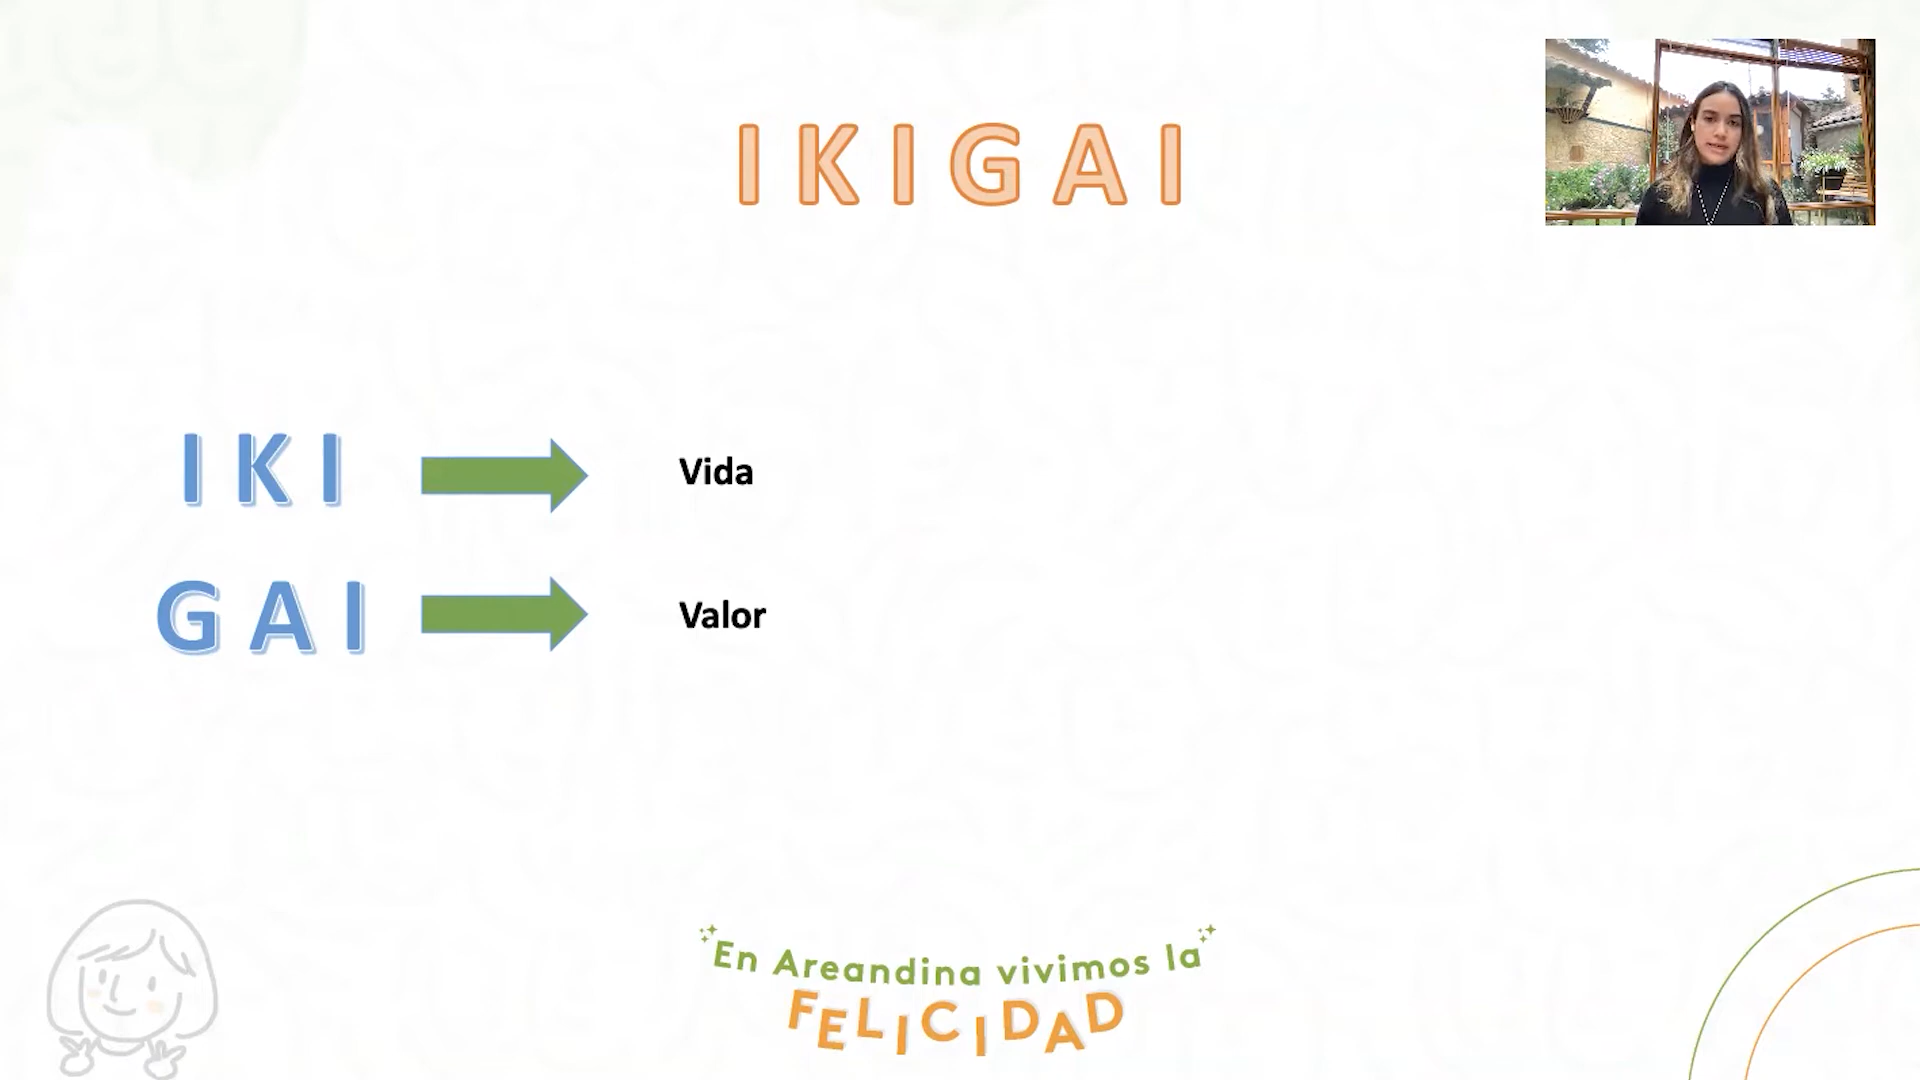 IKIGAI
IKI
Vida
GAI
Valor
En Areandina vivimos la
FELICIDAD